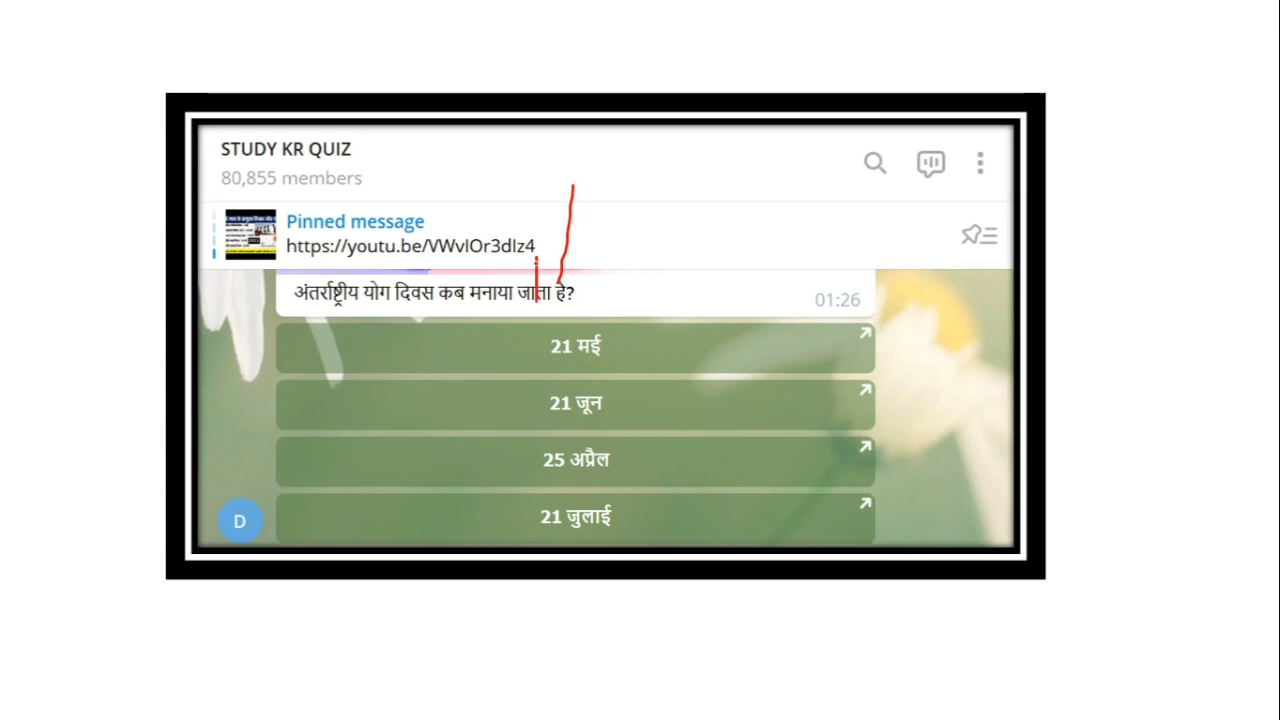 STUDY KR QUIZ
80,855 members
Pinned message
https://youtu.be/VWvIOr3dIz4
अंतर्राष्ट्रीय योग दिवस कब मनाया जाता है?
01:26
21 मई
21 जून
25 अप्रैल
21 जुलाई
D